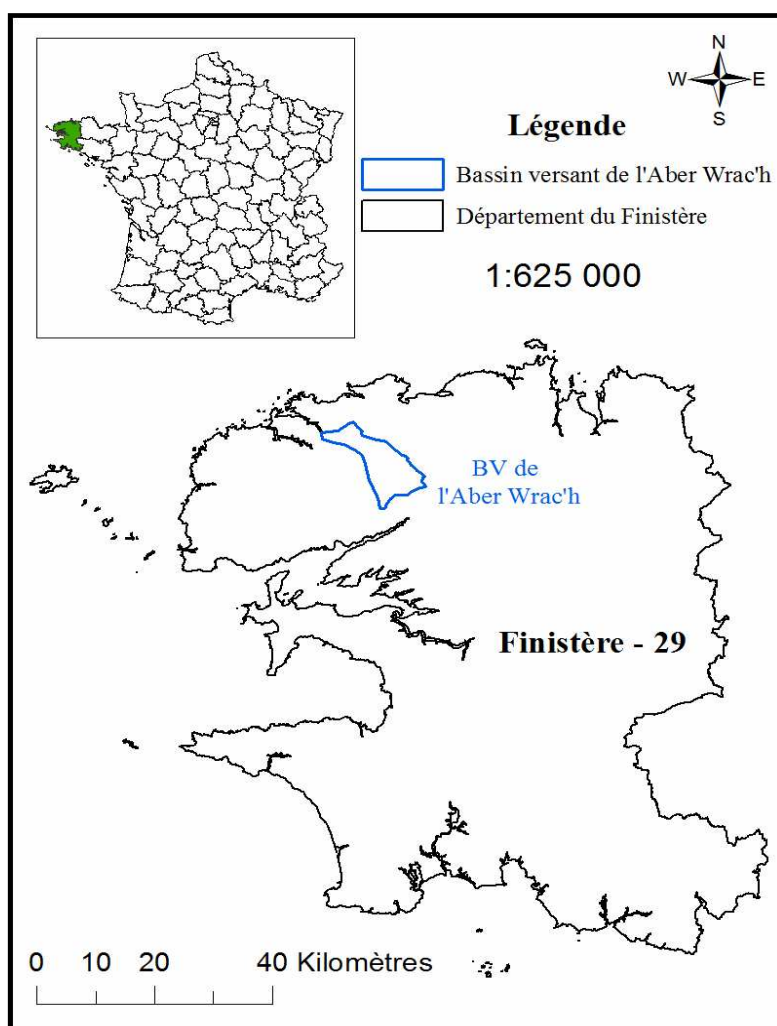 N
W E
S
Légende
Bassin versant de l'Aber Wrac'h
Département du Finistère
1:625 000
BV de
l'Aber Wrac'h
Finistère - 29
0 10 20 40 Kilomètres